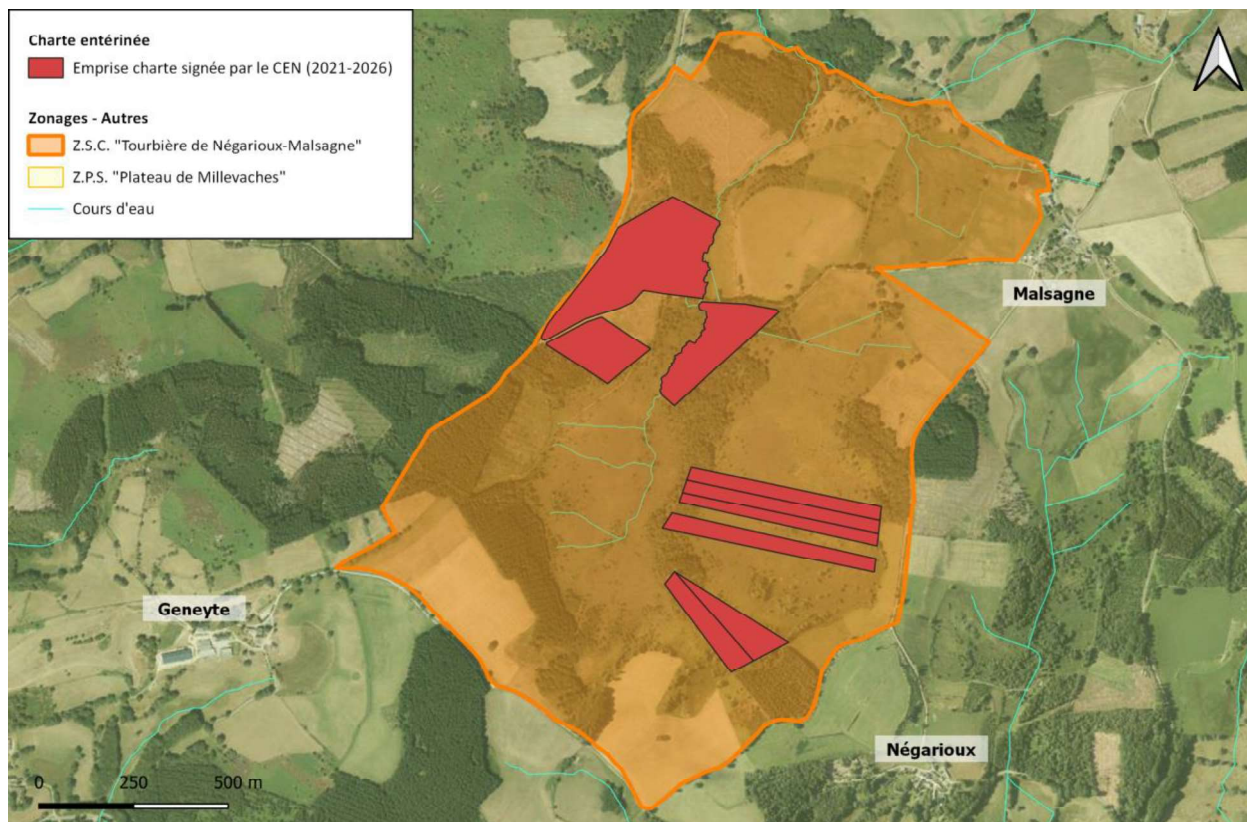 Charte entérinée
Emprise charte signée par le CEN (2021-2026)
Zonages - Autres
Z.S.C. "Tourbière de Négarioux-Malsagne"
Z.P.S. "Plateau de Millevaches"
Cours d'eau
Malsagne
Geneyte
Négarioux
0 250 500 m